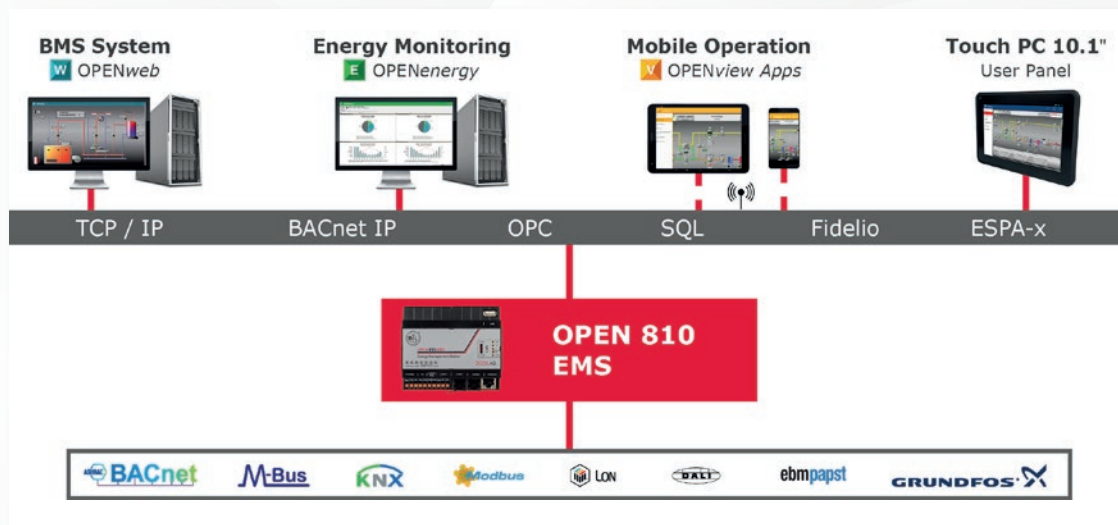 BMS System
W OPENweb
Energy Monitoring
E OPENenergy
Mobile Operation
V OPENview Apps
Touch PC 10.1"
User Panel
TCP / IP BACnet IP OPC SQL Fidelio ESPA-x
OPEN 810
EMS
ASHRAE BACnet M-Bus KNX Modbus LON DALI ebmpapst GRUNDFOS